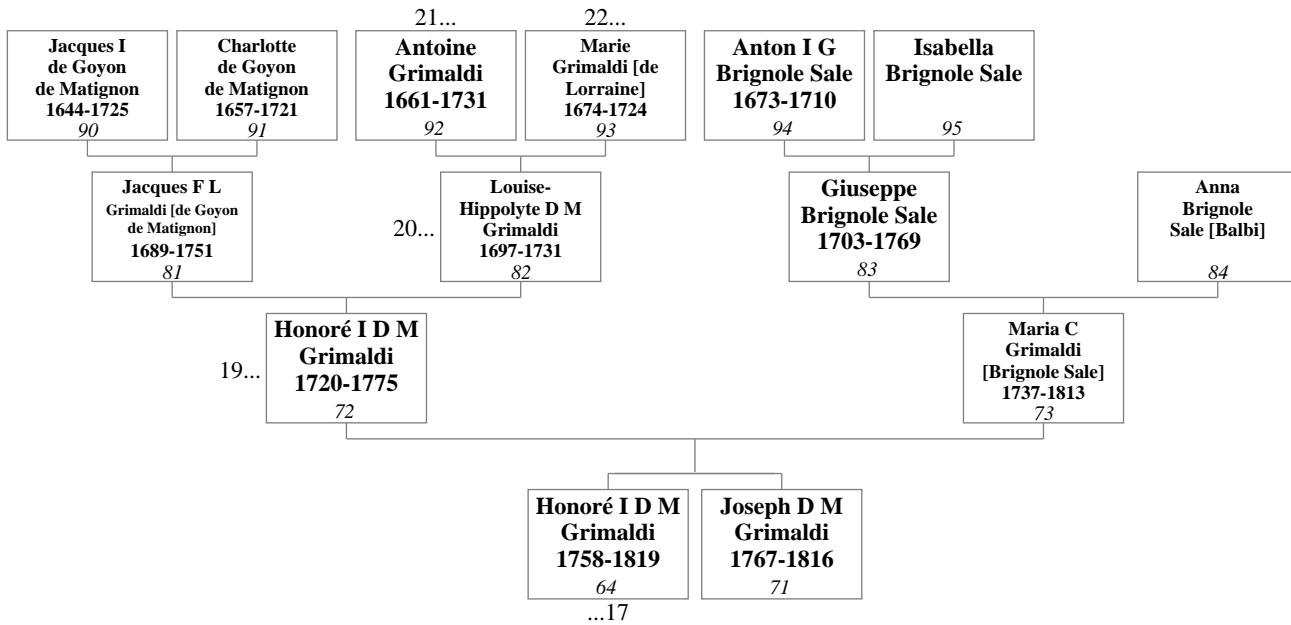 21...
22...
Jacques I
de Goyon
de Matignon
1644-1725
90
Charlotte
de Goyon
de Matignon
1657-1721
91
Antoine
Grimaldi
1661-1731
92
Marie
Grimaldi [de
Lorraine]
1674-1724
93
Anton I G
Brignole Sale
1673-1710
94
Isabella
Brignole Sale
95
Jacques F L
Grimaldi [de Goyon
de Matignon]
1689-1751
81
20...
Louise-
Hippolyte D M
Grimaldi
1697-1731
82
Giuseppe
Brignole Sale
1703-1769
83
Anna
Brignole
Sale [Balbi]
84
19...
Honoré I D M
Grimaldi
1720-1775
72
Maria C
Grimaldi
[Brignole Sale]
1737-1813
73
Honoré I D M
Grimaldi
1758-1819
64
Joseph D M
Grimaldi
1767-1816
71
...17